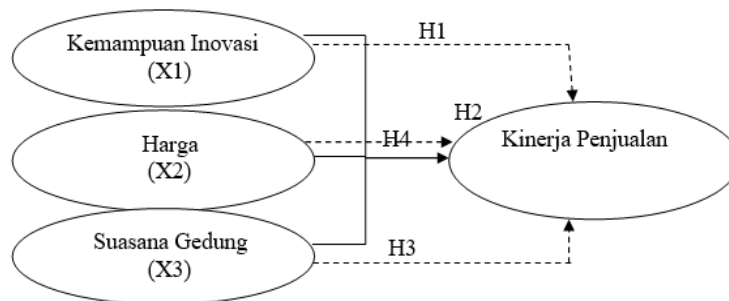 Kemampuan Inovasi
(X1)
H1
Harga
(X2)
H4
H2
Kinerja Penjualan
Suasana Gedung
(X3)
H3